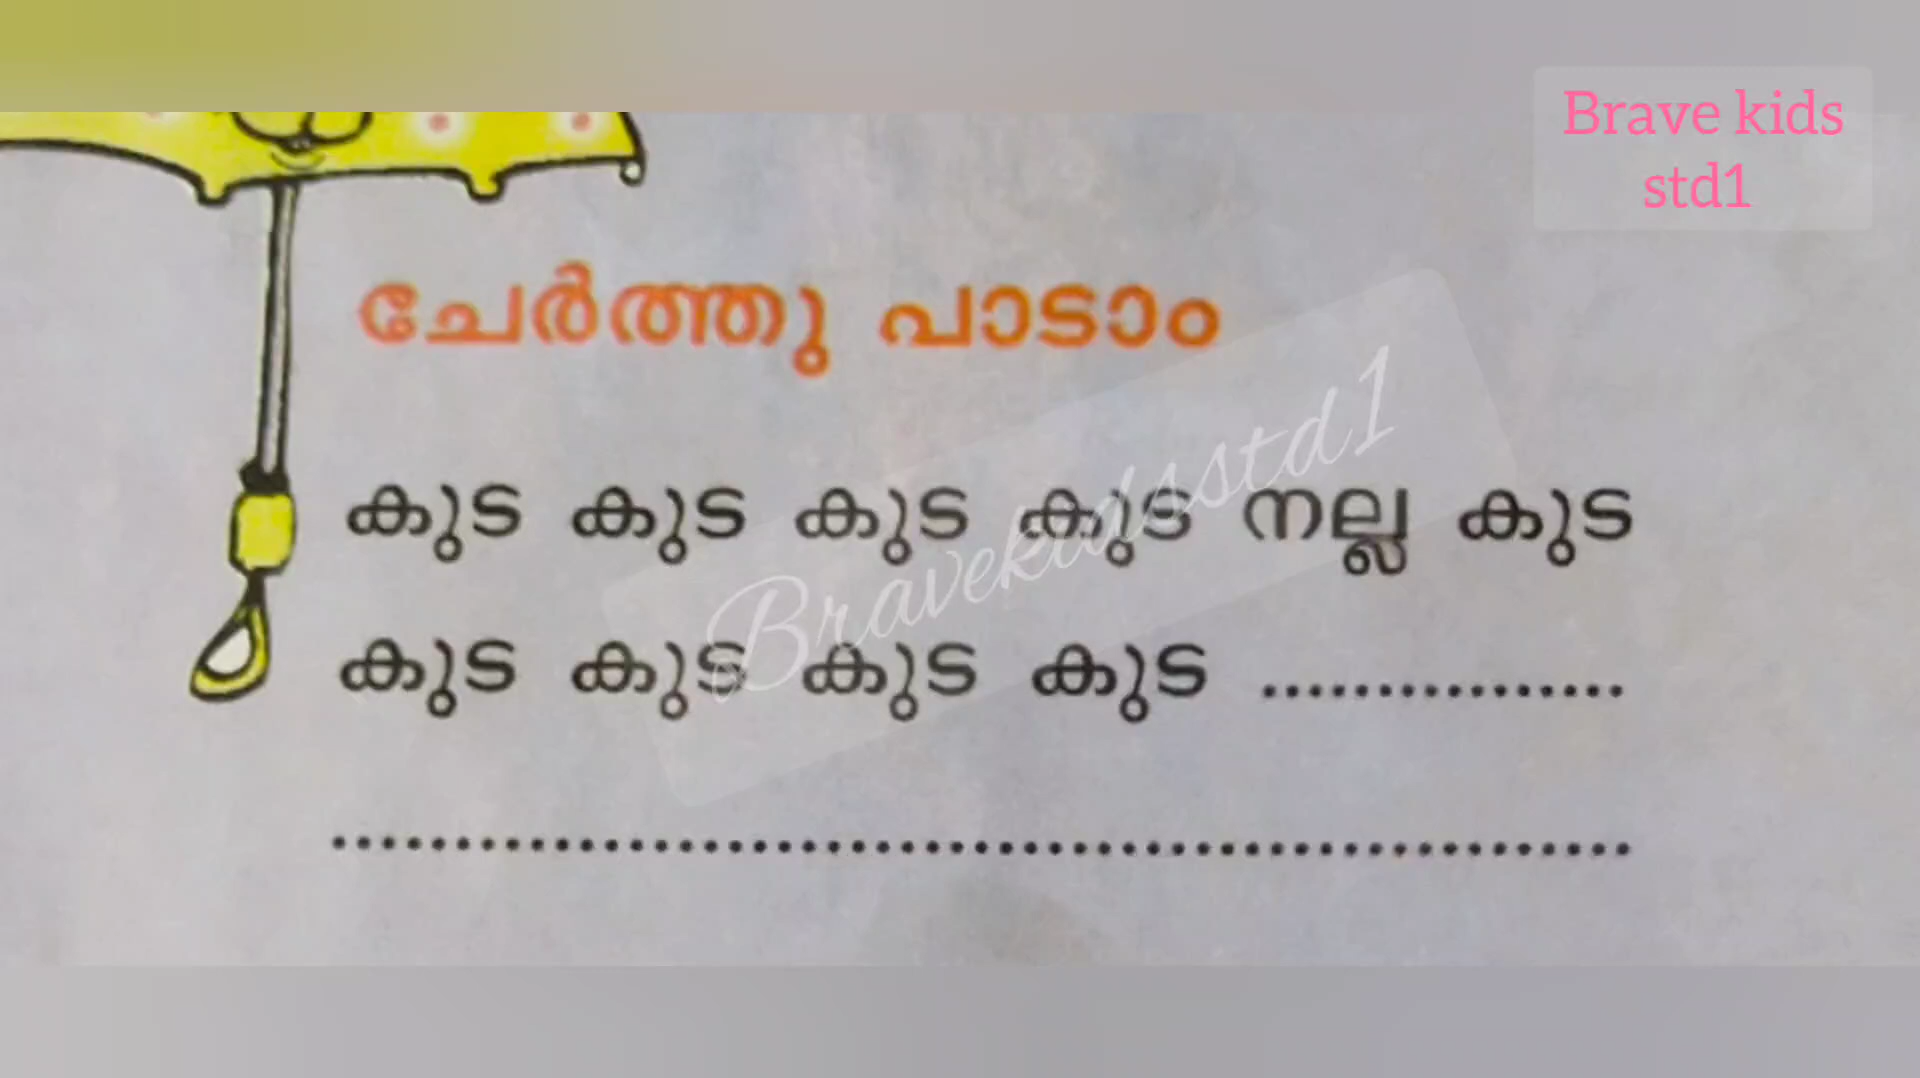 Brave kids
std1
ചേർത്തു പാടാം
കുട കുട കുട കുട നല്ല കുട
കുട കുട കുട കുട ...............
......................................................
Bravekidsstd1